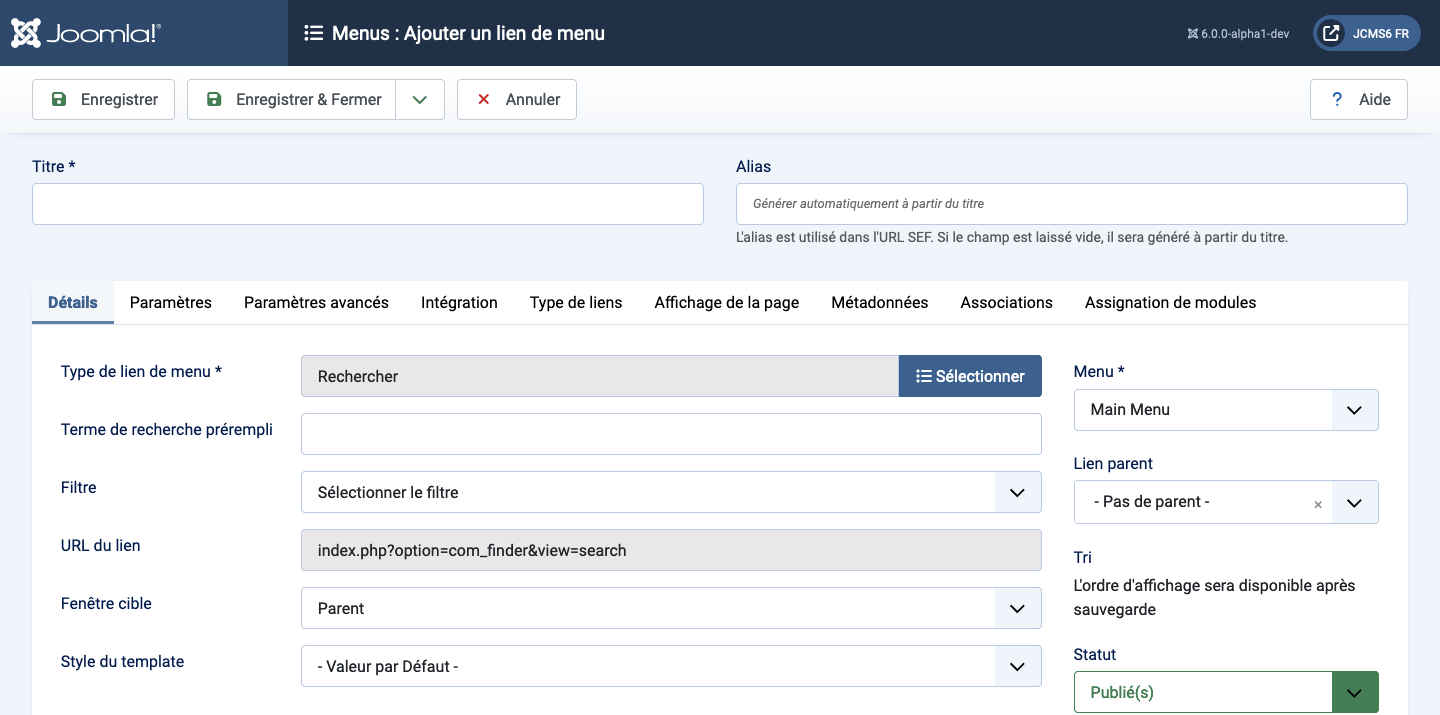 Joomla!®
Menus : Ajouter un lien de menu
6.0.0-alpha1-dev
JCMS6 FR
Enregistrer
Enregistrer & Fermer
Annuler
? Aide
Titre *
Alias
Générer automatiquement à partir du titre
L'alias est utilisé dans l'URL SEF. Si le champ est laissé vide, il sera généré à partir du titre.
Détails Paramètres Paramètres avancés Intégration Type de liens Affichage de la page Métadonnées Associations Assignation de modules
Type de lien de menu *
Rechercher
Sélectionner
Terme de recherche prérempli
Filtre
Sélectionner le filtre
URL du lien
index.php?option=com_finder&view=search
Fenêtre cible
Parent
Style du template
- Valeur par Défaut -
Menu *
Main Menu
Lien parent
- Pas de parent - ×
Tri
L'ordre d'affichage sera disponible après
sauvegarde
Statut
Publié(s)